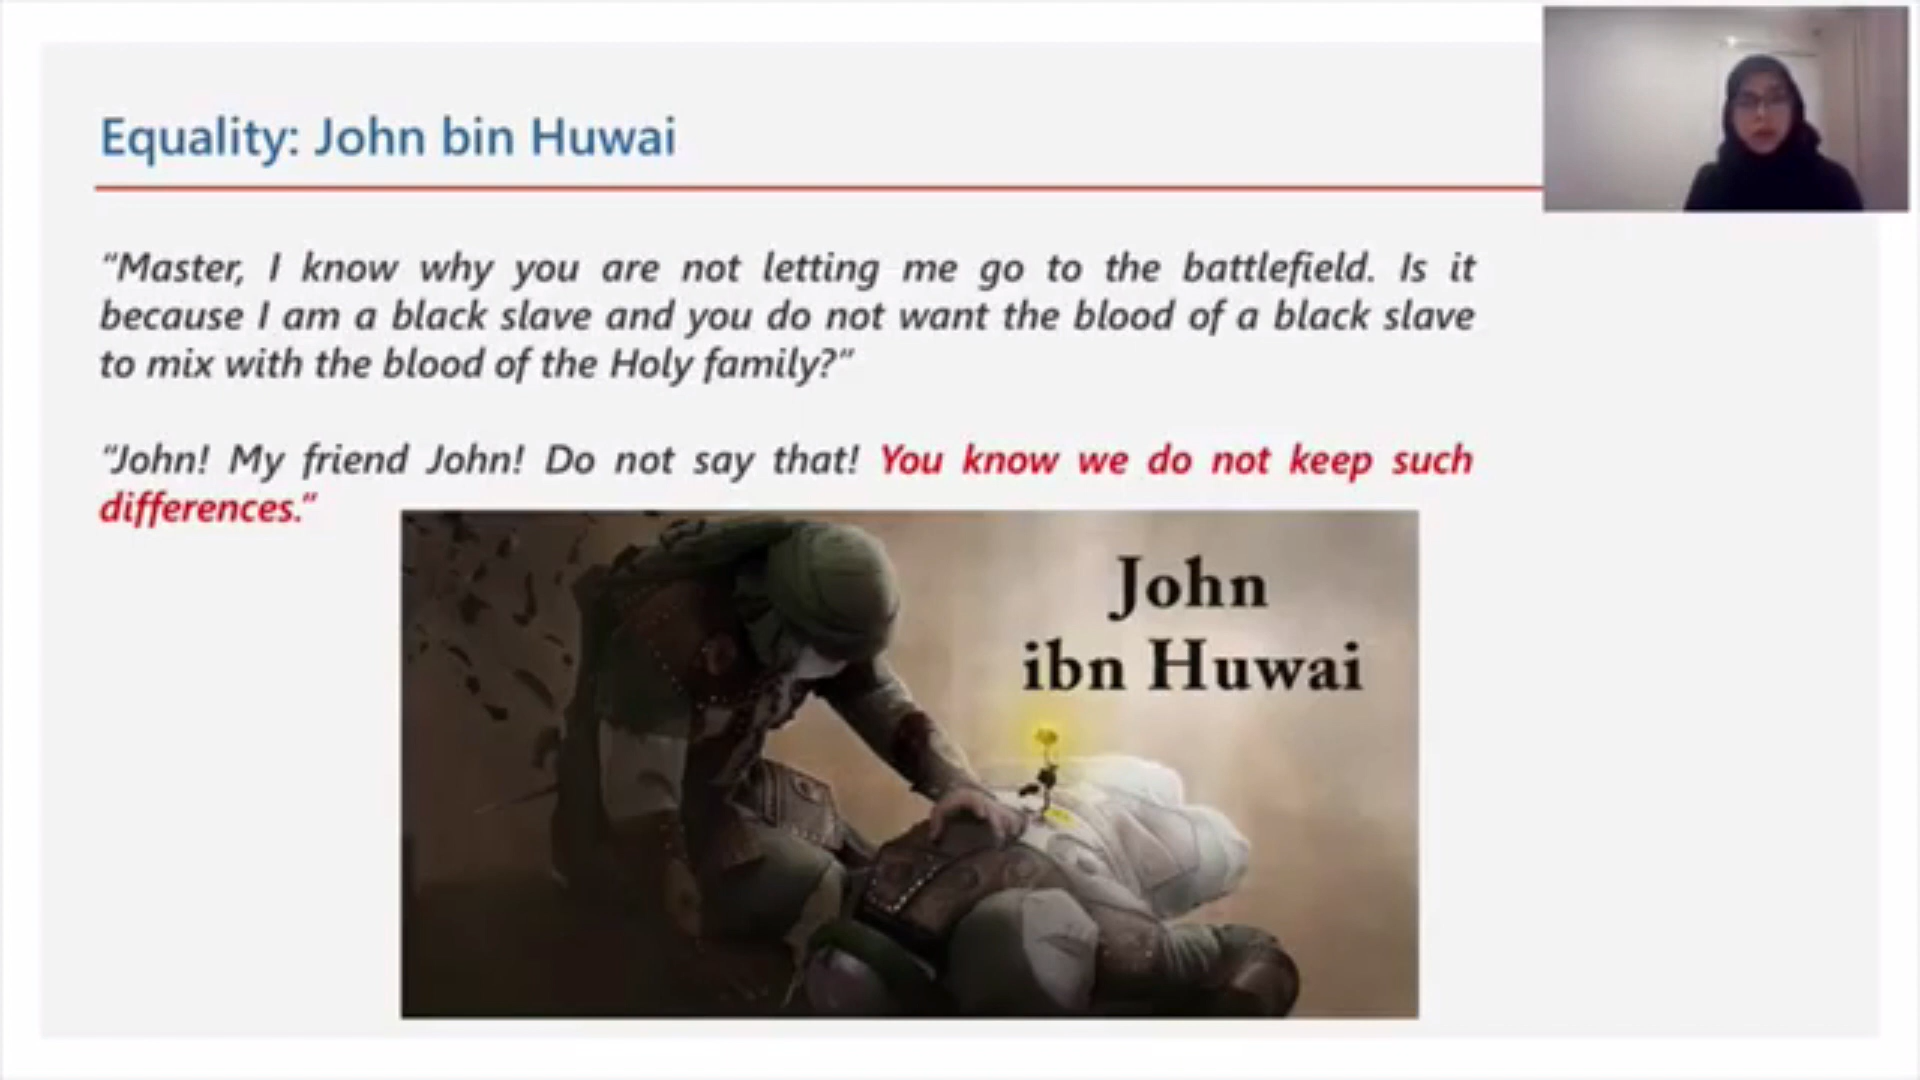 Equality: John bin Huwai
“Master, I know why you are not letting me go to the battlefield. Is it
because I am a black slave and you do not want the blood of a black slave
to mix with the blood of the Holy family?”
“John! My friend John! Do not say that! You know we do not keep such
differences.”
John
ibn Huwai